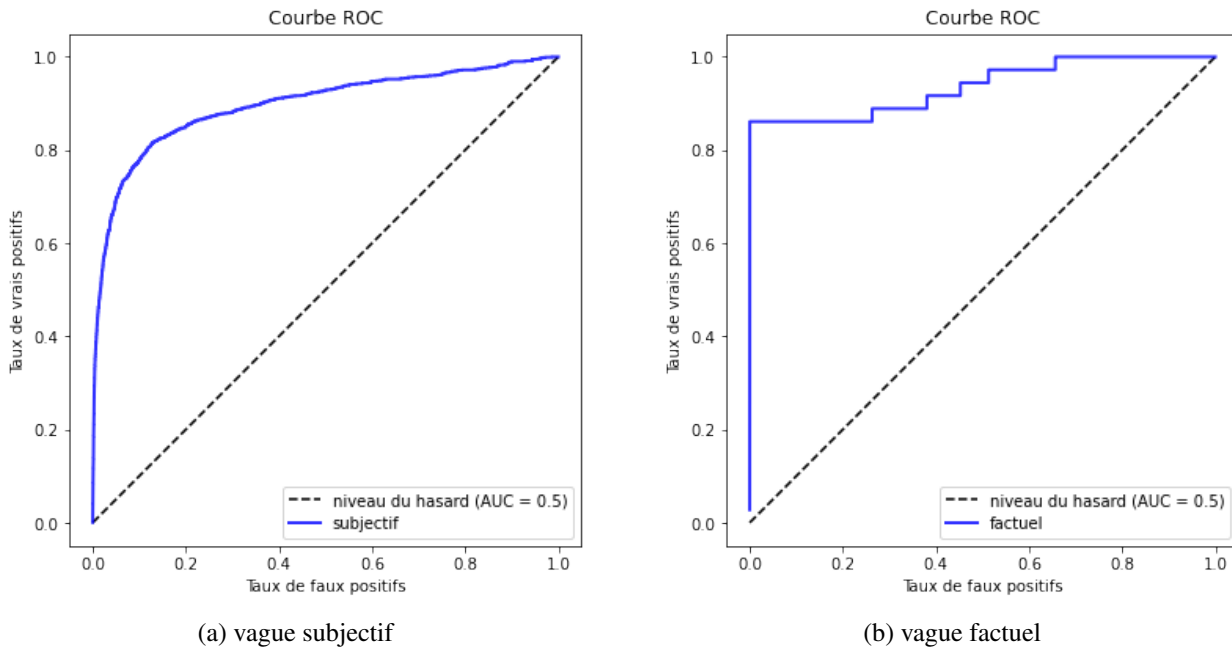 Courbe ROC
1.0
0.8
0.6
0.4
0.2
0.0
Taux de vrais positifs
niveau du hasard (AUC = 0.5)
subjectif
0.0 0.2 0.4 0.6 0.8 1.0
Taux de faux positifs
(a) vague subjectif
Courbe ROC
1.0
0.8
0.6
0.4
0.2
0.0
Taux de vrais positifs
niveau du hasard (AUC = 0.5)
factuel
0.0 0.2 0.4 0.6 0.8 1.0
Taux de faux positifs
(b) vague factuel